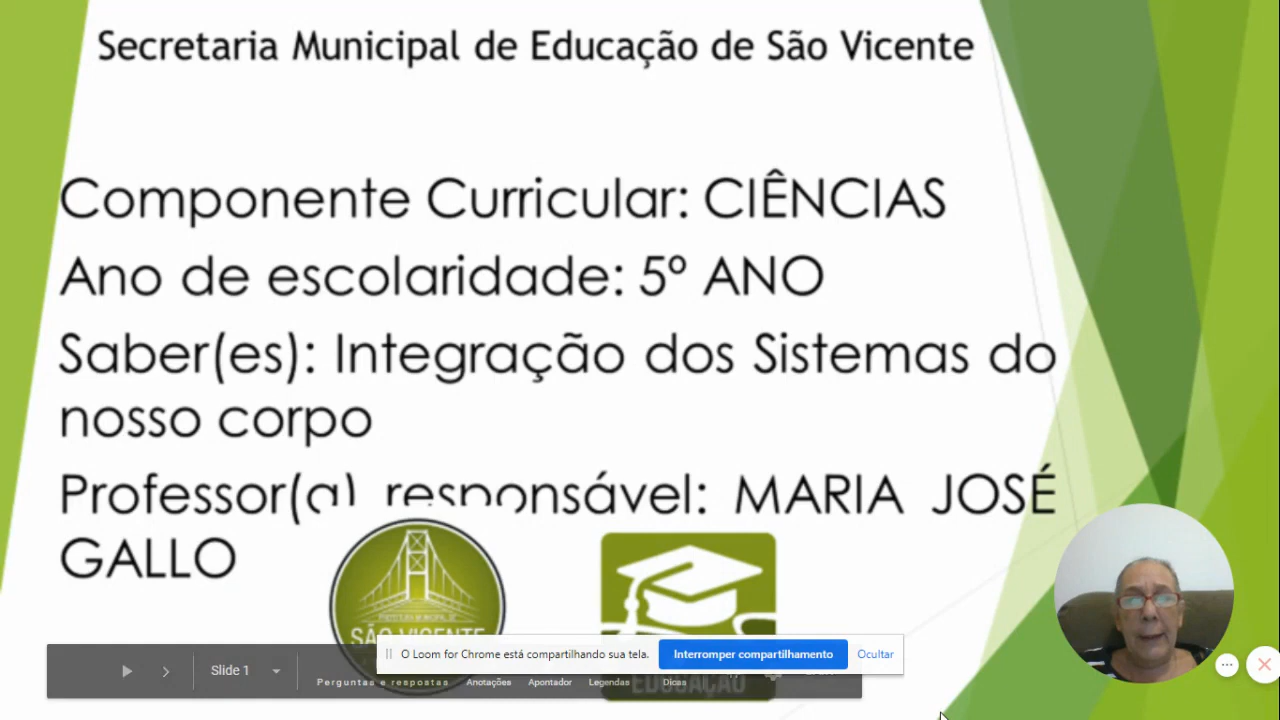 Secretaria Municipal de Educação de São Vicente
Componente Curricular: CIÊNCIAS
Ano de escolaridade: 5º ANO
Saber(es): Integração dos Sistemas do
nosso corpo
Professor(a) responsável: MARIA JOSÉ
GALLO
SÃO VICENTE
EDUCAÇÃO
O Loom for Chrome está compartilhando sua tela.
Interromper compartilhamento
Ocultar
Slide 1
Perguntas e respostas
Anotações
Apontador
Legendas
Dicas